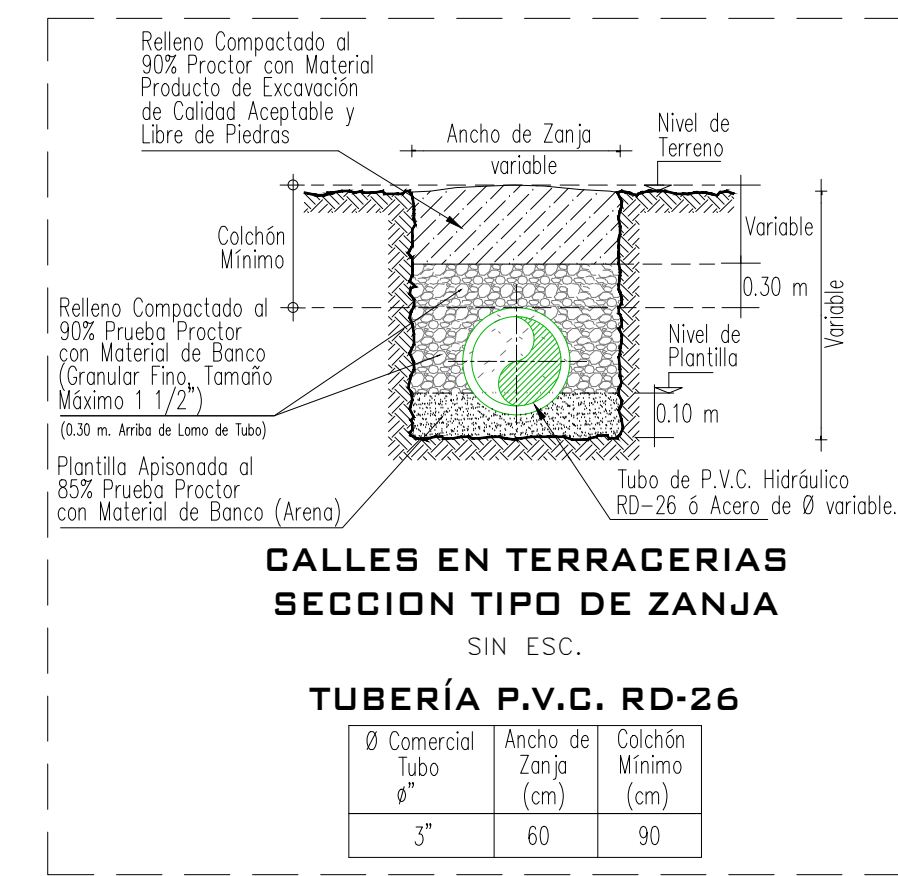 Relleno Compactado al
90% Proctor con Material
Producto de Excavación
de Calidad Aceptable y
Libre de Piedras
Ancho de Zanja
variable
Nivel de
Terreno
Colchón
Mínimo
Variable
0.30 m
Variable
Relleno Compactado al
90% Prueba Proctor
con Material de Banco
(Granular Fino, Tamaño
Máximo 1 1/2")
(0.30 m. Arriba de Lomo de Tubo)
Nivel de
Plantilla
0.10 m
Plantilla Apisonada al
85% Prueba Proctor
con Material de Banco (Arena)
Tubo de P.V.C. Hidráulico
RD-26 ó Acero de Ø variable.
CALLES EN TERRACERIAS
SECCION TIPO DE ZANJA
SIN ESC.
TUBERÍA P.V.C. RD-26
Ø Comercial
Tubo
ø"
Ancho de
Zanja
(cm)
Colchón
Mínimo
(cm)
3"
60
90